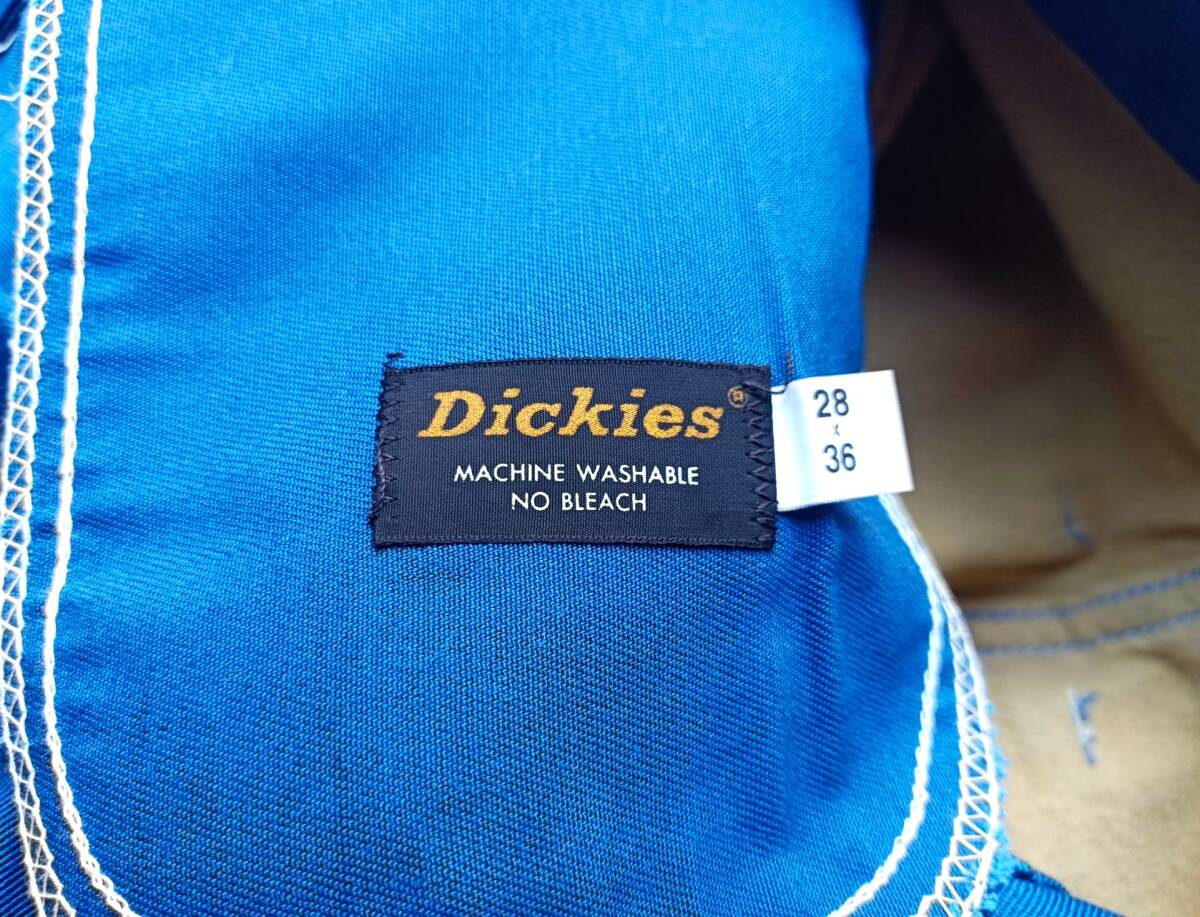 Dickies®
MACHINE WASHABLE
NO BLEACH
28
x
36